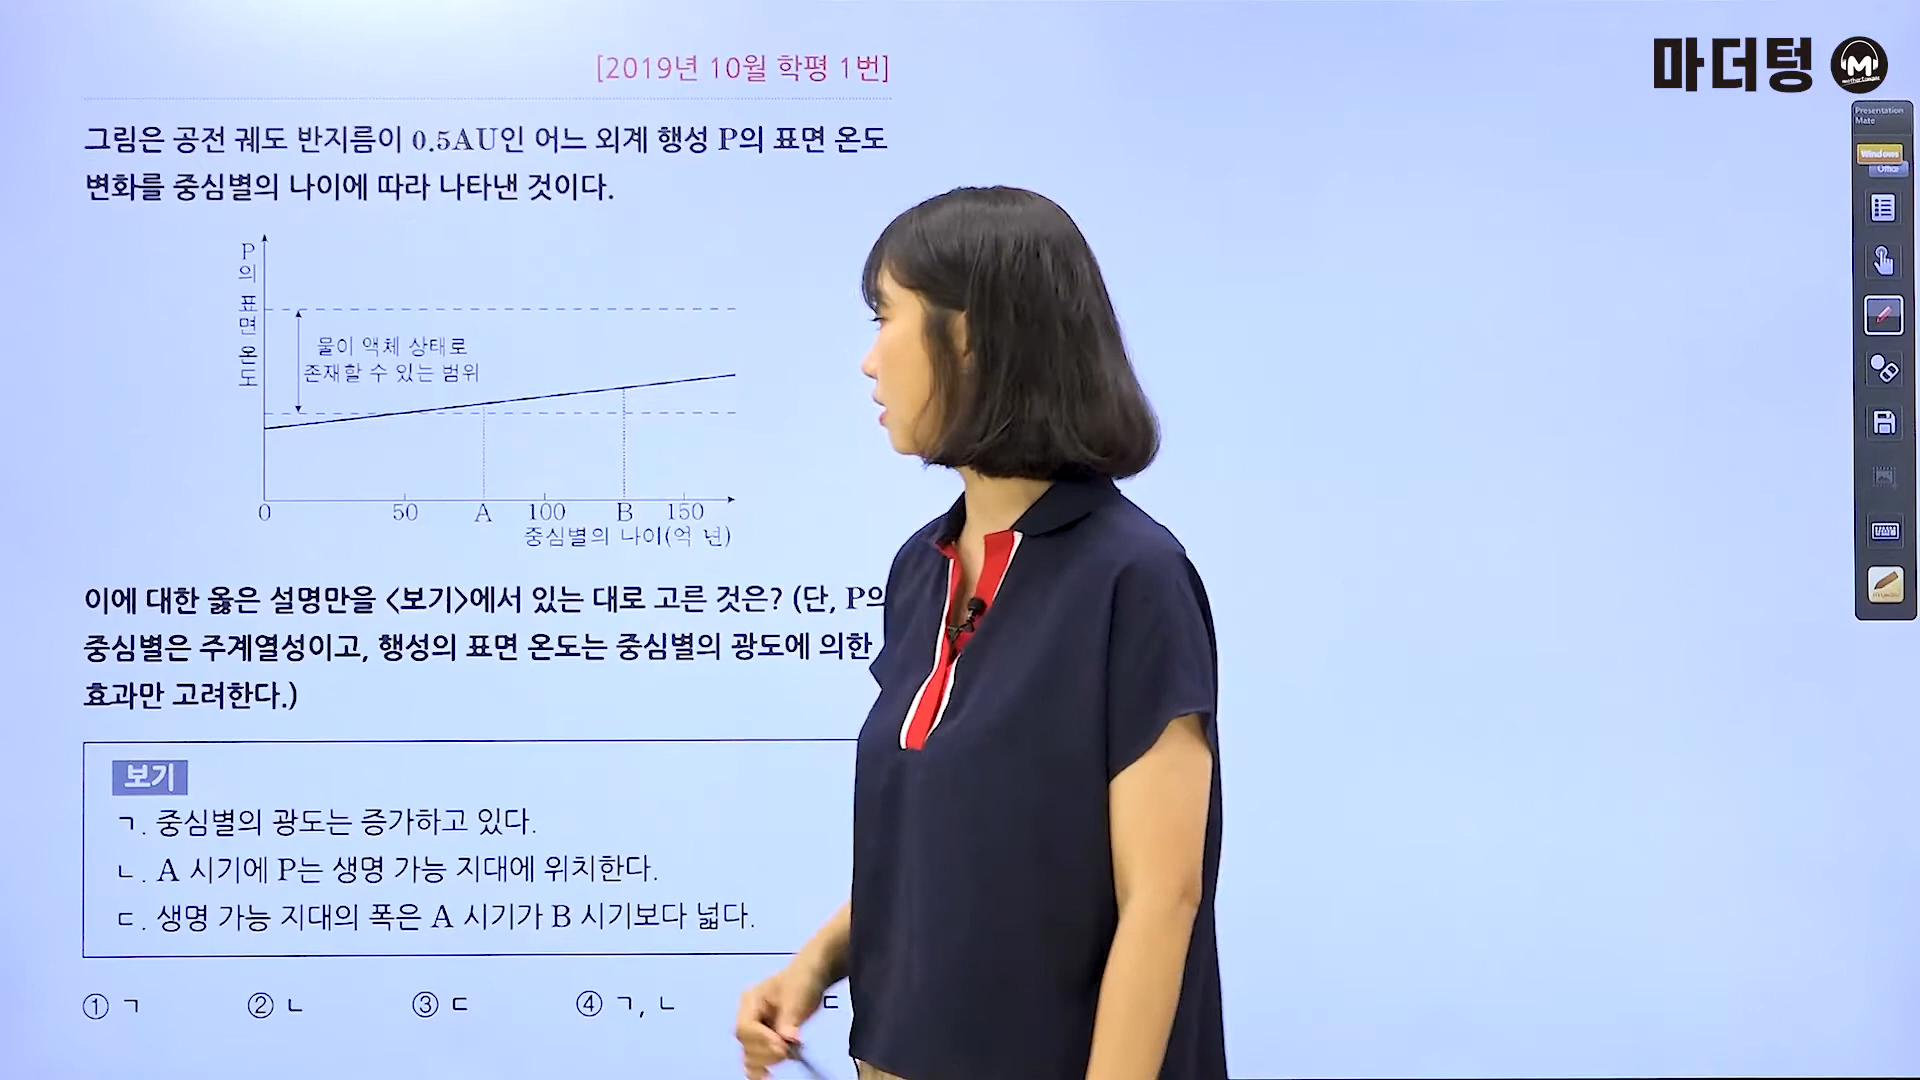 마더텅
[2019년 10월 학평 1번]
그림은 공전 궤도 반지름이 0.5AU인 어느 외계 행성 P의 표면 온도
변화를 중심별의 나이에 따라 나타낸 것이다.
P의 표면 온도
물이 액체 상태로
존재할 수 있는 범위
0 50 A 100 B 150
중심별의 나이(억 년)
이에 대한 옳은 설명만을 <보기>에서 있는 대로 고른 것은? (단, P의
중심별은 주계열성이고, 행성의 표면 온도는 중심별의 광도에 의한
효과만 고려한다.)
보기
ㄱ. 중심별의 광도는 증가하고 있다.
ㄴ. A 시기에 P는 생명 가능 지대에 위치한다.
ㄷ. 생명 가능 지대의 폭은 A 시기가 B 시기보다 넓다.
① ㄱ ② ㄴ ③ ㄷ ④ ㄱ, ㄴ ㄷ
Presentation
Mate
Windows
Office